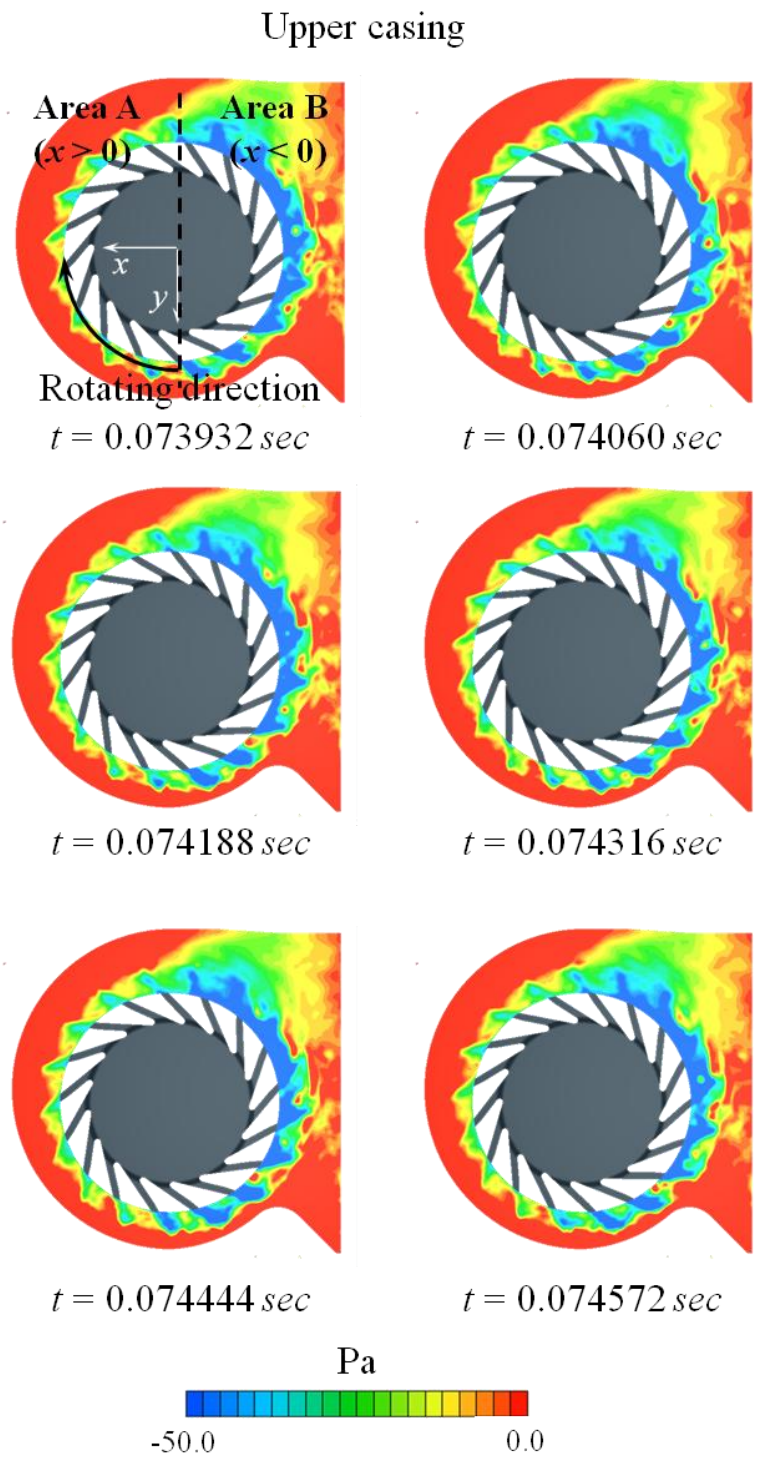 Upper casing
Area A
(x > 0)
Area B
(x < 0)
x
y
Rotating direction
t = 0.073932 sec
t = 0.074060 sec
t = 0.074188 sec
t = 0.074316 sec
t = 0.074444 sec
t = 0.074572 sec
Pa
-50.0
0.0